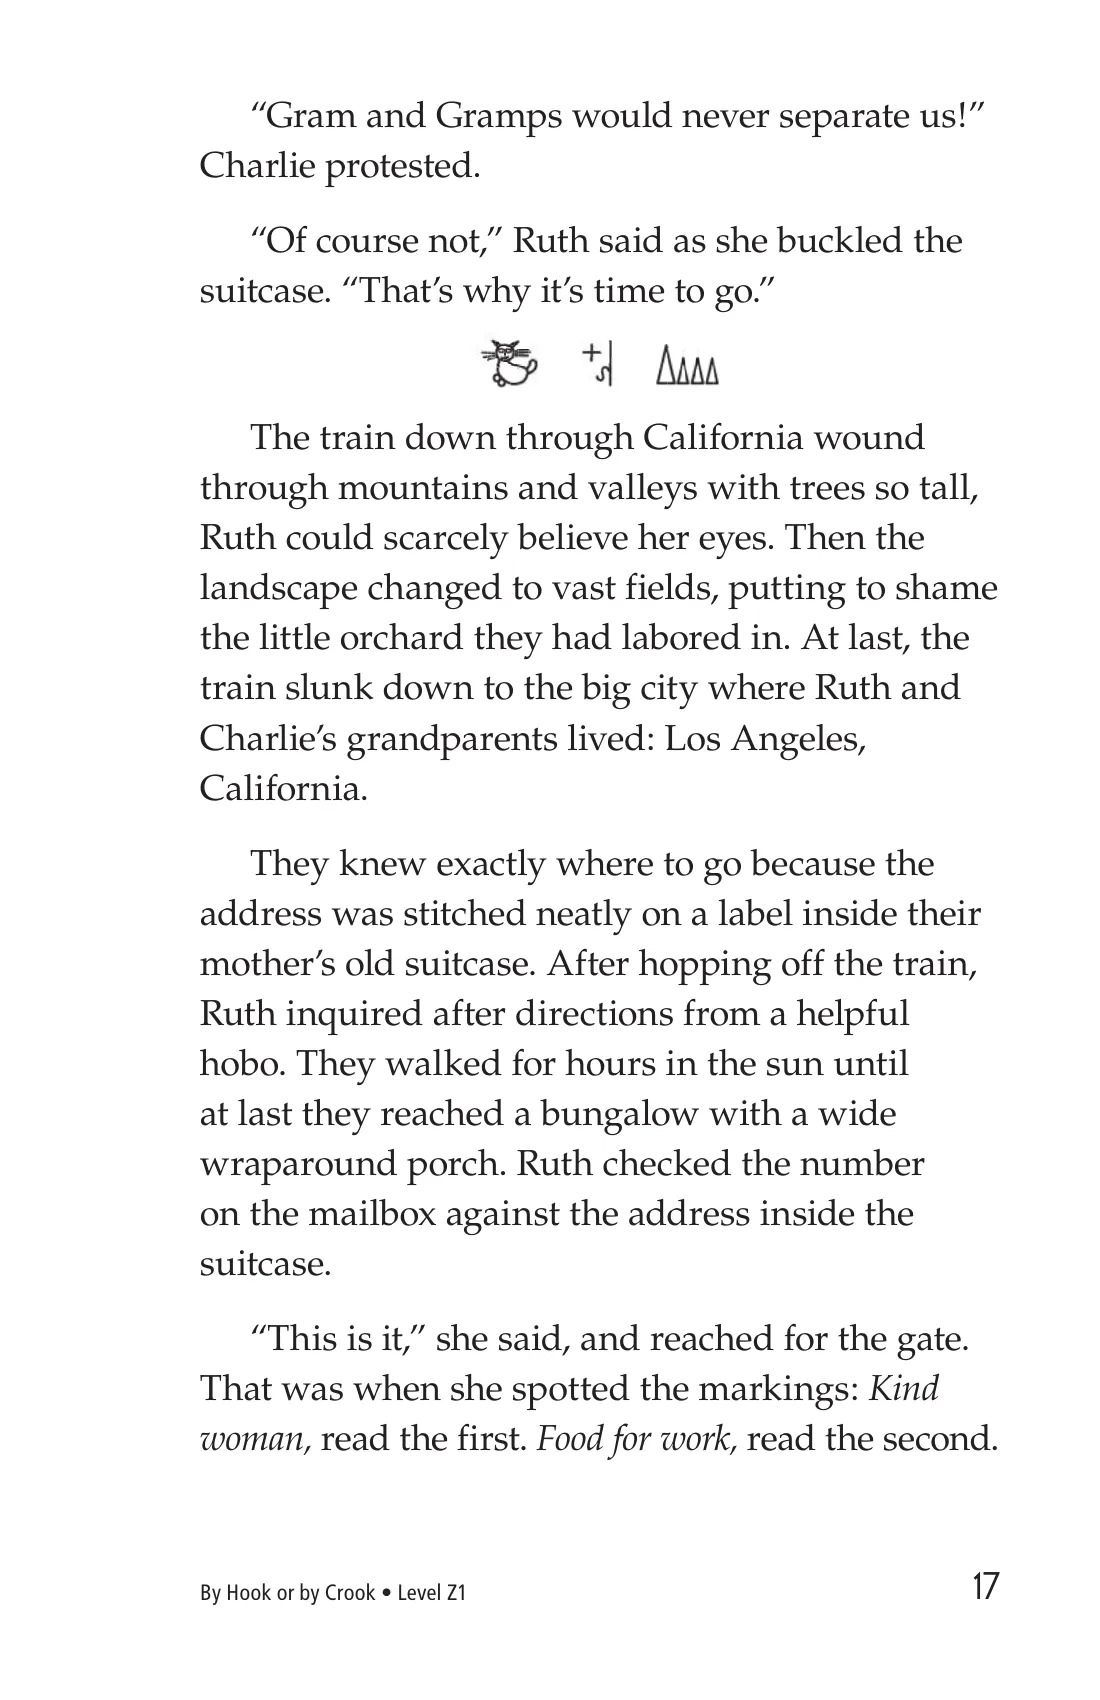 “Gram and Gramps would never separate us!”
Charlie protested.
“Of course not,” Ruth said as she buckled the
suitcase. “That’s why it’s time to go.”
The train down through California wound
through mountains and valleys with trees so tall,
Ruth could scarcely believe her eyes. Then the
landscape changed to vast fields, putting to shame
the little orchard they had labored in. At last, the
train slunk down to the big city where Ruth and
Charlie’s grandparents lived: Los Angeles,
California.
They knew exactly where to go because the
address was stitched neatly on a label inside their
mother’s old suitcase. After hopping off the train,
Ruth inquired after directions from a helpful
hobo. They walked for hours in the sun until
at last they reached a bungalow with a wide
wraparound porch. Ruth checked the number
on the mailbox against the address inside the
suitcase.
“This is it,” she said, and reached for the gate.
That was when she spotted the markings: Kind
woman, read the first. Food for work, read the second.
By Hook or by Crook • Level Z1
17